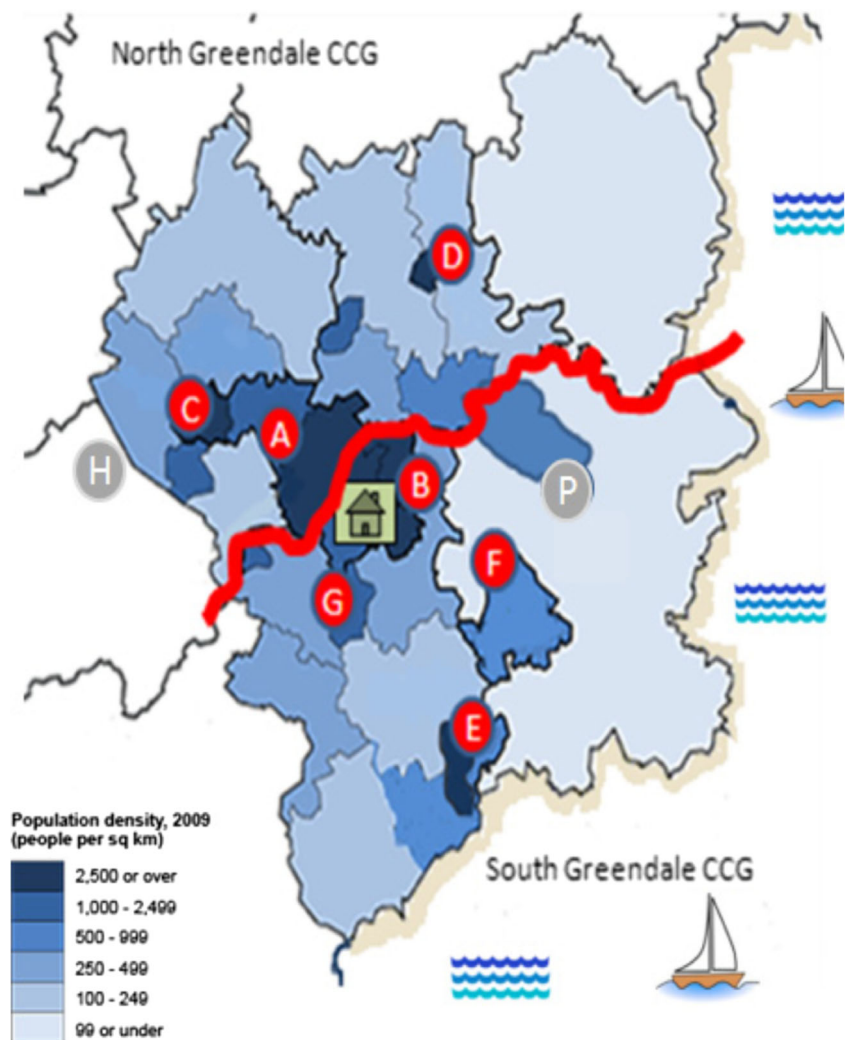 North Greendale CCG
D
C
A
H
B
P
F
G
E
Population density, 2009
(people per sq km)
2,500 or over
1,000 - 2,499
500 - 999
250 - 499
100 - 249
99 or under
South Greendale CCG